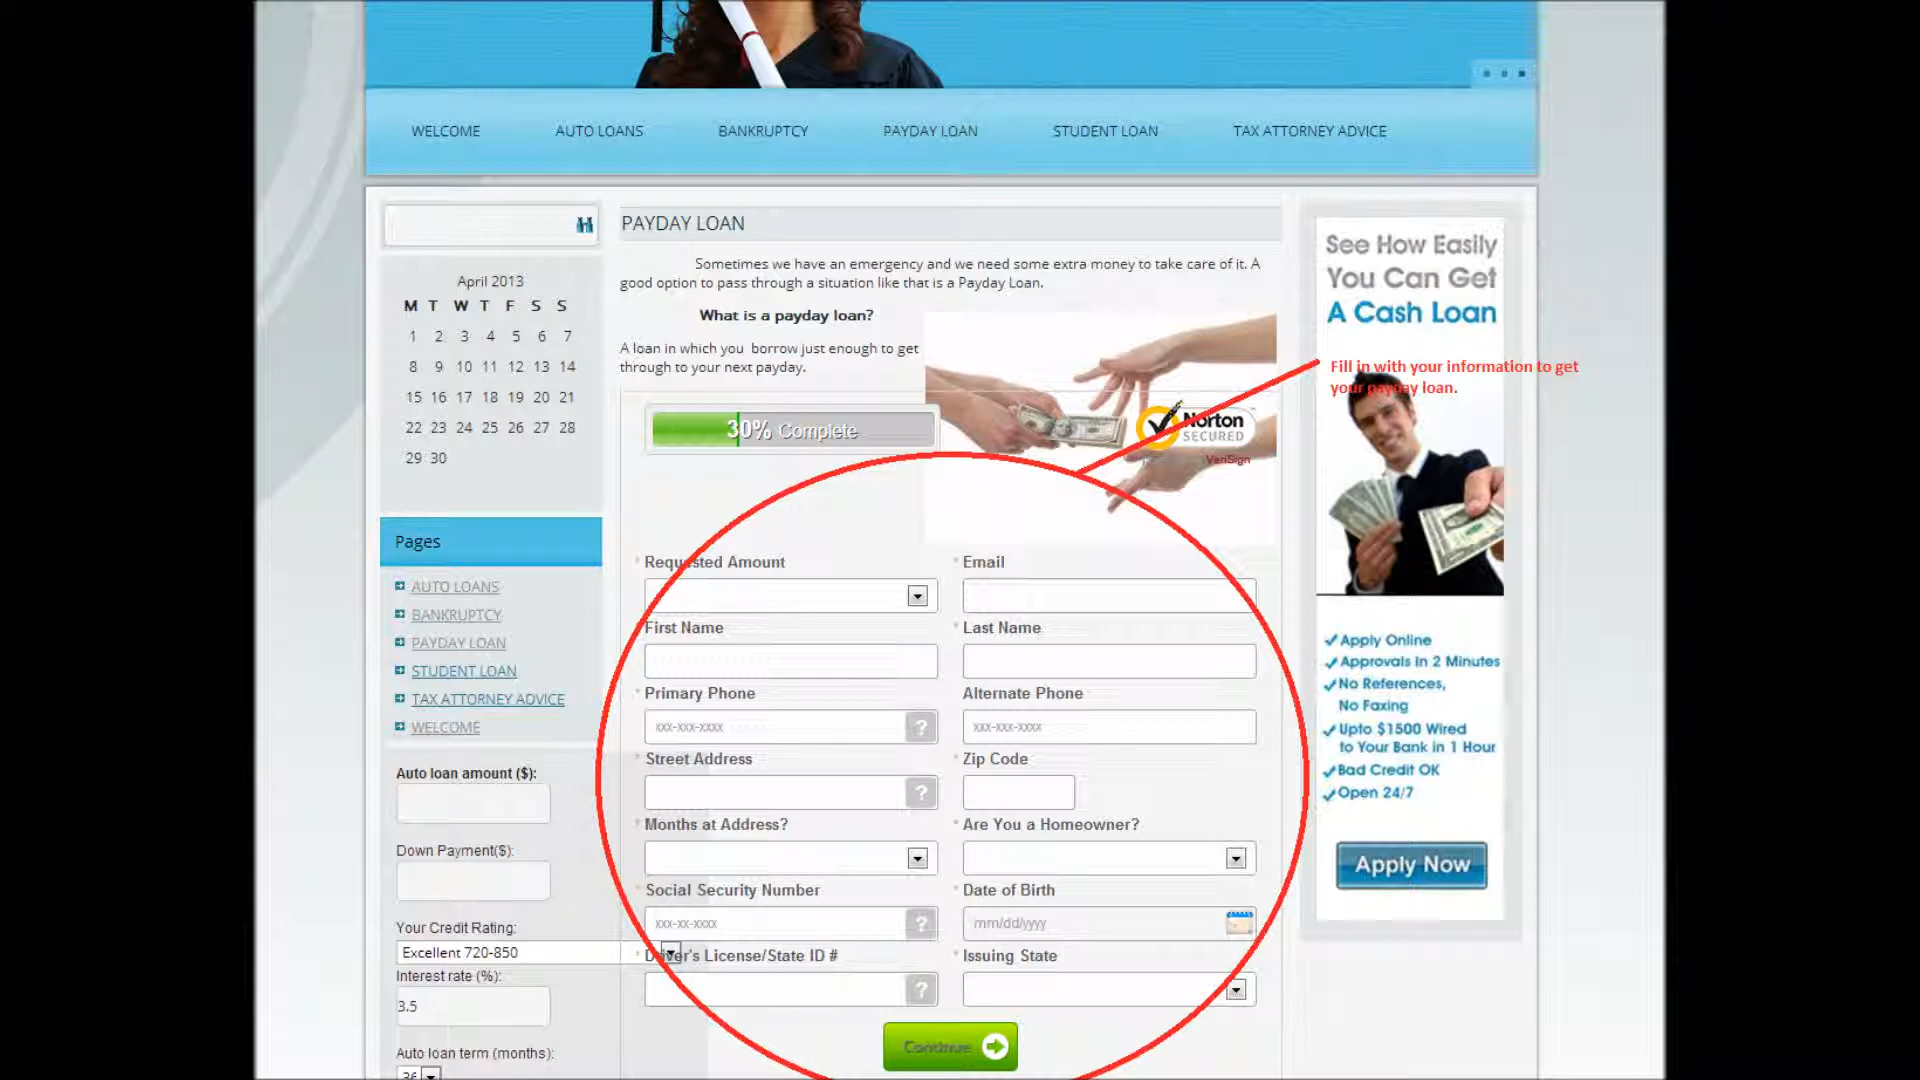 WELCOME AUTO LOANS BANKRUPTCY PAYDAY LOAN STUDENT LOAN TAX ATTORNEY ADVICE
April 2013
M T W T F S S
1 2 3 4 5 6 7
8 9 10 11 12 13 14
15 16 17 18 19 20 21
22 23 24 25 26 27 28
29 30
Pages
AUTO LOANS
BANKRUPTCY
PAYDAY LOAN
STUDENT LOAN
TAX ATTORNEY ADVICE
WELCOME
Auto loan amount ($):
Down Payment($):
Your Credit Rating:
Excellent 720-850
Interest rate (%):
3.5
Auto loan term (months):
36
PAYDAY LOAN
Sometimes we have an emergency and we need some extra money to take care of it. A
good option to pass through a situation like that is a Payday Loan.
What is a payday loan?
A loan in which you borrow just enough to get
through to your next payday.
30% Complete
Norton
SECURED
VeriSign
* Requested Amount * Email
* First Name * Last Name
* Primary Phone Alternate Phone
xxx-xxx-xxxx ? xxx-xxx-xxxx
* Street Address * Zip Code
?
* Months at Address? * Are You a Homeowner?
* Social Security Number * Date of Birth
xxx-xx-xxxx ? mm/dd/yyyy
* Driver's License/State ID # * Issuing State
?
Continue
See How Easily
You Can Get
A Cash Loan
Fill in with your information to get
your payday loan.
Apply Online
Approvals In 2 Minutes
No References,
No Faxing
Upto $1500 Wired
to Your Bank in 1 Hour
Bad Credit OK
Open 24/7
Apply Now